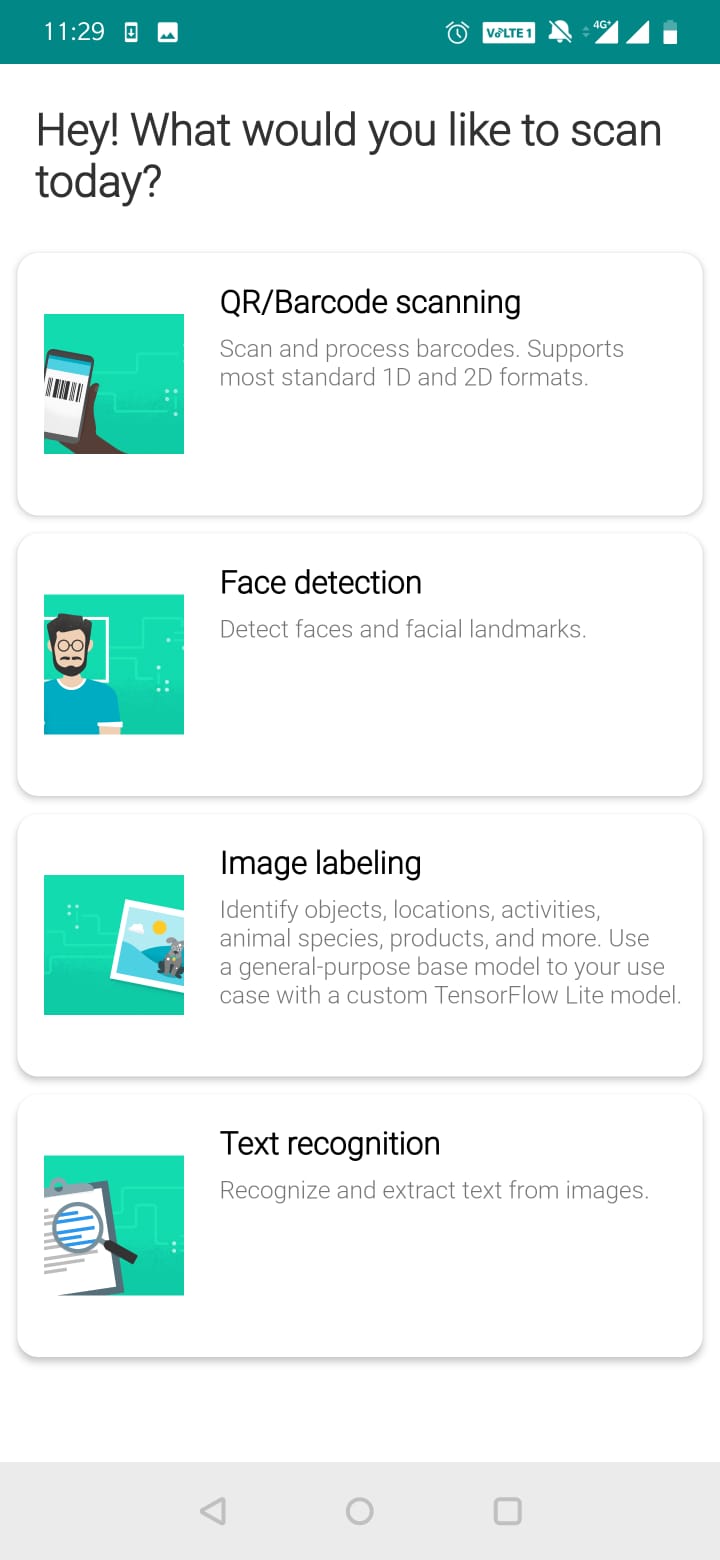 11:29
VoLTE 1
4G+
Hey! What would you like to scan
today?
QR/Barcode scanning
Scan and process barcodes. Supports
most standard 1D and 2D formats.
Face detection
Detect faces and facial landmarks.
Image labeling
Identify objects, locations, activities,
animal species, products, and more. Use
a general-purpose base model to your use
case with a custom TensorFlow Lite model.
Text recognition
Recognize and extract text from images.